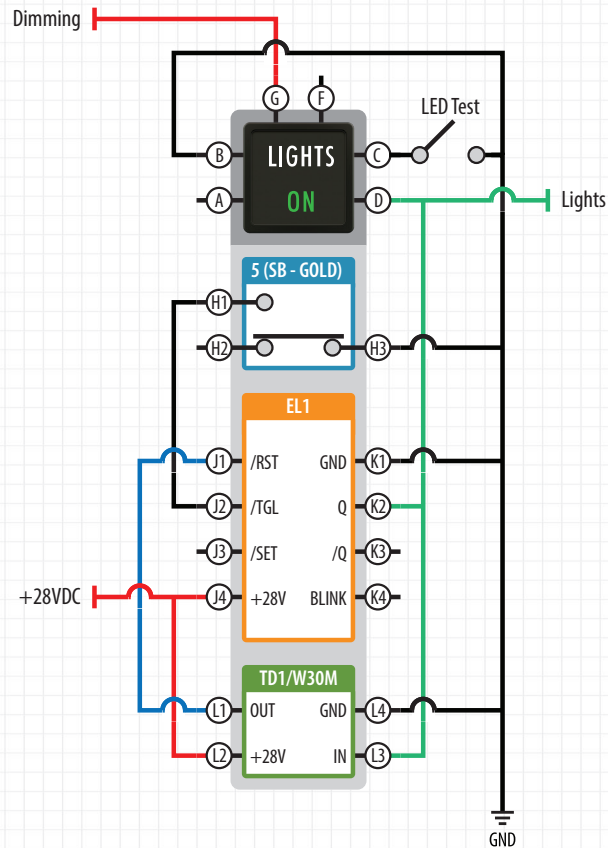 Dimming
G F
LED Test
B LIGHTS C
A ON D
Lights
5 (SB - GOLD)
H1
H2 H3
EL1
J1 /RST GND K1
J2 /TGL Q K2
J3 /SET /Q K3
+28VDC J4 +28V BLINK K4
TD1/W30M
L1 OUT GND L4
L2 +28V IN L3
GND